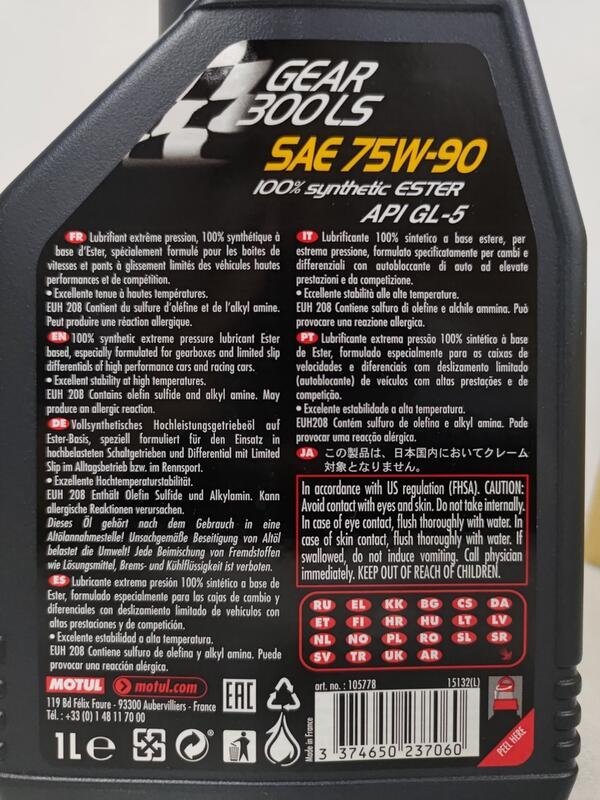 GEAR
300LS
SAE 75W-90
100% synthetic ESTER
API GL-5
FR Lubrifiant extrême pression, 100% synthétique à
base d'Ester, spécialement formulé pour les boites de
vitesses et ponts à glissement limités des véhicules hautes
performances et de compétition.
• Excellente tenue à hautes températures.
EUH 208 Contient du sulfure d'oléfine et de l'alkyl amine.
Peut produire une réaction allergique.
EN 100% synthetic extreme pressure lubricant Ester
based, especially formulated for gearboxes and limited slip
differentials of high performance cars and racing cars.
• Excellent stability at high temperatures.
EUH 208 Contains olefin sulfide and alkyl amine. May
produce an allergic reaction.
DE Vollsynthetisches Hochleistungsgetriebeöl auf
Ester-Basis, speziell formuliert für den Einsatz in
hochbelasteten Schaltgetrieben und Differential mit Limited
Slip im Alltagsbetrieb bzw. im Rennsport.
• Exzellente Hochtemperaturstabilität.
EUH 208 Enthält Olefin Sulfide and Alkylamin. Kann
allergische Reaktionen verursachen.
Dieses Öl gehört nach dem Gebrauch in eine
Altölannahmestelle! Unsachgemäße Beseitigung von Altöl
belastet die Umwelt! Jede Beimischung von Fremdstoffen
wie Lösungsmittel, Brems- und Kühlflüssigkeit ist verboten.
ES Lubricante extrema presión 100% sintético a base de
Ester, formulado especialmente para las cajas de cambio y
diferenciales con deslizamiento limitado de vehículos con
altas prestaciones y de competición.
• Excelente estabilidad a alta temperatura.
EUH 208 Contiene sulfuro de olefina y alkyl amina. Puede
provocar una reacción alérgica.
IT Lubrificante 100% sintetico a base estere, per
estrema pressione, formulato specificatamente per cambi e
differenziali con autobloccante di auto ad elevate
prestazioni e da competizione.
• Eccellente stabilità alle alte temperature.
EUH 208 Contiene solfuro di olefine e alchile ammina. Può
provocare una reazione allergica.
PT Lubrificante extrema pressão 100% sintético à base
de Ester, formulado especialmente para as caixas de
velocidades e diferenciais com deslizamento limitado
(autoblocante) de veículos com altas prestações e de
competição.
• Excelente estabilidade a alta temperatura.
EUH208 Contém sulfuro de olefina e alkyl amina. Pode
provocar uma reacção alérgica.
JA この製品は、日本国内においてクレーム
対象となりません。
In accordance with US regulation (FHSA). CAUTION:
Avoid contact with eyes and skin. Do not take internally.
In case of eye contact, flush thoroughly with water. In
case of skin contact, flush thoroughly with water. If
swallowed, do not induce vomiting. Call physician
immediately. KEEP OUT OF REACH OF CHILDREN.
RU EL KK BG CS DA
ET FI HR HU LT LV
NL NO PL RO SL SR
SV TR UK AR
MOTUL motul.com
119 Bd Félix Faure - 93300 Aubervilliers - France
Tél. : +33 (0) 1 48 11 70 00
1L e
EAC
art. no. : 105778 15132(L)
Made in France
3 374650 237060
PEEL HERE